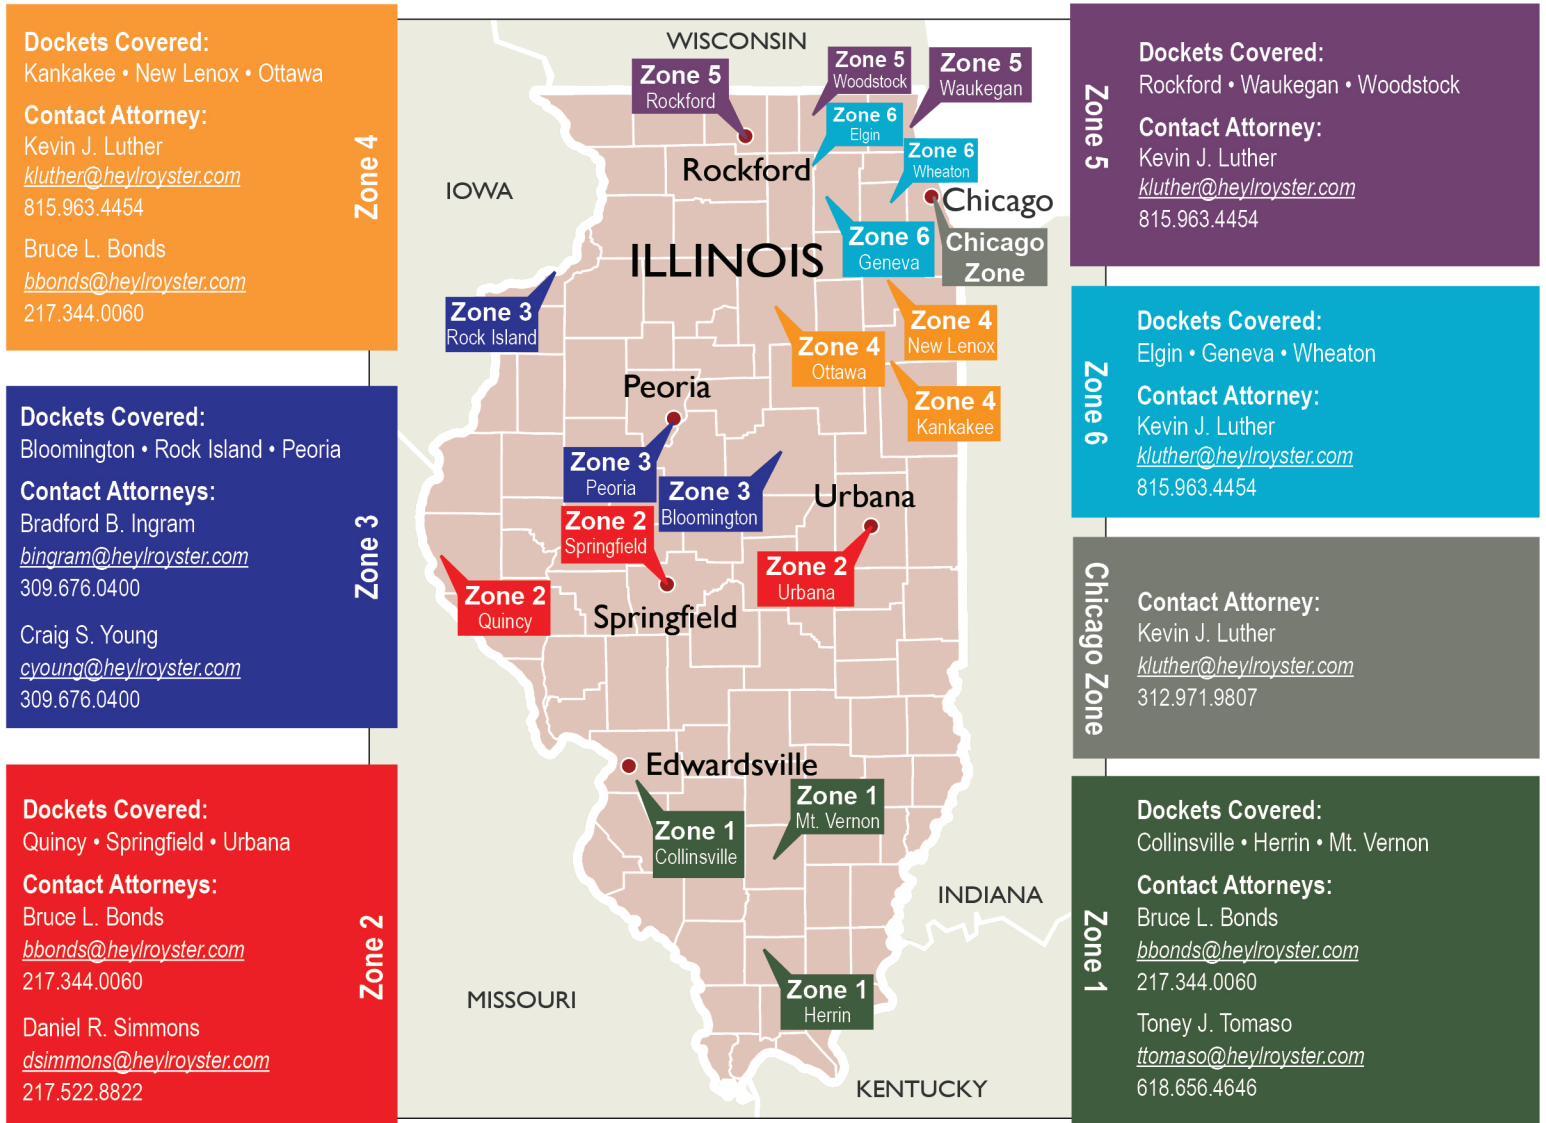 Dockets Covered:
Kankakee • New Lenox • Ottawa
Contact Attorney:
Kevin J. Luther
kluther@heylroyster.com
815.963.4454
Bruce L. Bonds
bbonds@heylroyster.com
217.344.0060
Zone 4
Dockets Covered:
Bloomington • Rock Island • Peoria
Contact Attorneys:
Bradford B. Ingram
bingram@heylroyster.com
309.676.0400
Craig S. Young
cyoung@heylroyster.com
309.676.0400
Zone 3
Dockets Covered:
Quincy • Springfield • Urbana
Contact Attorneys:
Bruce L. Bonds
bbonds@heylroyster.com
217.344.0060
Daniel R. Simmons
dsimmons@heylroyster.com
217.522.8822
Zone 2
WISCONSIN
Zone 5
Rockford
Zone 5
Woodstock
Zone 5
Waukegan
Zone 6
Elgin
Zone 6
Wheaton
Rockford
IOWA
Chicago
Zone 6
Geneva
Chicago
Zone
ILLINOIS
Zone 3
Rock Island
Zone 4
New Lenox
Zone 4
Ottawa
Peoria
Zone 4
Kankakee
Zone 3
Peoria
Zone 3
Bloomington
Urbana
Zone 2
Springfield
Zone 2
Urbana
Zone 2
Quincy
Springfield
Edwardsville
Zone 1
Mt. Vernon
Zone 1
Collinsville
INDIANA
MISSOURI
Zone 1
Herrin
KENTUCKY
Zone 5
Dockets Covered:
Rockford • Waukegan • Woodstock
Contact Attorney:
Kevin J. Luther
kluther@heylroyster.com
815.963.4454
Zone 6
Dockets Covered:
Elgin • Geneva • Wheaton
Contact Attorney:
Kevin J. Luther
kluther@heylroyster.com
815.963.4454
Chicago Zone
Contact Attorney:
Kevin J. Luther
kluther@heylroyster.com
312.971.9807
Zone 1
Dockets Covered:
Collinsville • Herrin • Mt. Vernon
Contact Attorneys:
Bruce L. Bonds
bbonds@heylroyster.com
217.344.0060
Toney J. Tomaso
ttomaso@heylroyster.com
618.656.4646